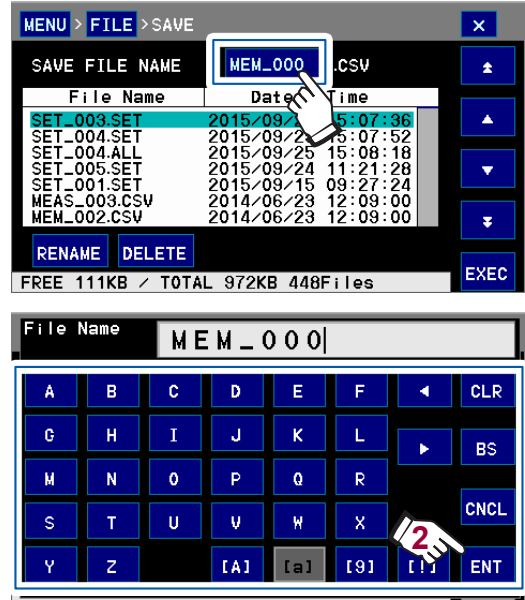 MENU > FILE > SAVE ×
SAVE FILE NAME MEM_000 .CSV
File Name Date Time
SET_003.SET 2015/09/2 5:07:36
SET_004.SET 2015/09/2 15:07:52
SET_004.ALL 2015/09/25 15:08:18
SET_005.SET 2015/09/24 11:21:28
SET_001.SET 2015/09/15 09:27:24
MEAS_003.CSV 2014/06/23 12:09:00
MEM_002.CSV 2014/06/23 12:09:00
RENAME DELETE
EXEC
FREE 111KB / TOTAL 972KB 448Files
File Name MEM_000
A B C D E F CLR
G H I J K L BS
M N O P Q R
S T U V W X CNCL
2
Y Z [A] [a] [9] [!] ENT